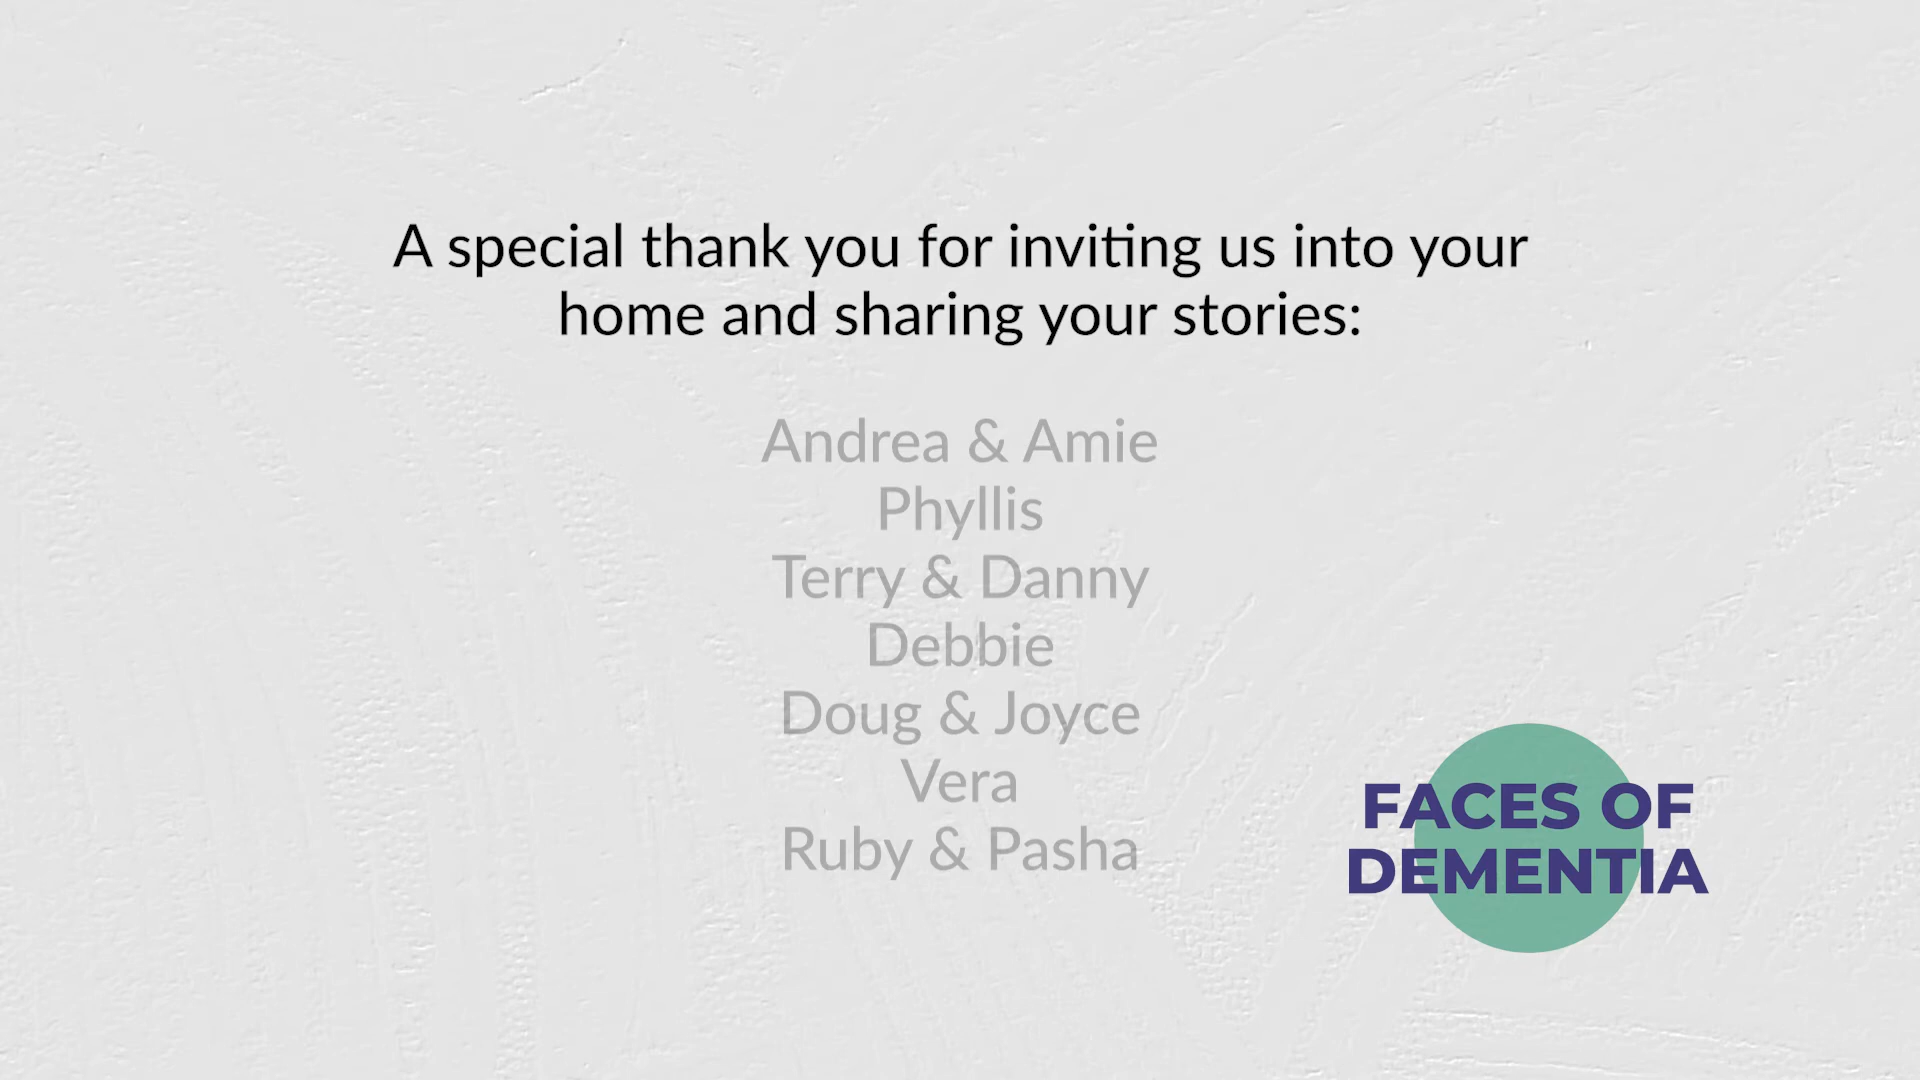 A special thank you for inviting us into your
home and sharing your stories:
Andrea & Amie
Phyllis
Terry & Danny
Debbie
Doug & Joyce
Vera
Ruby & Pasha
FACES OF
DEMENTIA